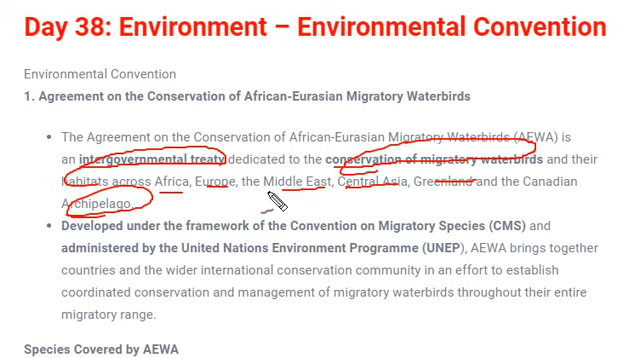 Day 38: Environment – Environmental Convention
Environmental Convention
1. Agreement on the Conservation of African-Eurasian Migratory Waterbirds
• The Agreement on the Conservation of African-Eurasian Migratory Waterbirds (AEWA) is
an intergovernmental treaty dedicated to the conservation of migratory waterbirds and their
habitats across Africa, Europe, the Middle East, Central Asia, Greenland and the Canadian
Archipelago.
• Developed under the framework of the Convention on Migratory Species (CMS) and
administered by the United Nations Environment Programme (UNEP), AEWA brings together
countries and the wider international conservation community in an effort to establish
coordinated conservation and management of migratory waterbirds throughout their entire
migratory range.
Species Covered by AEWA